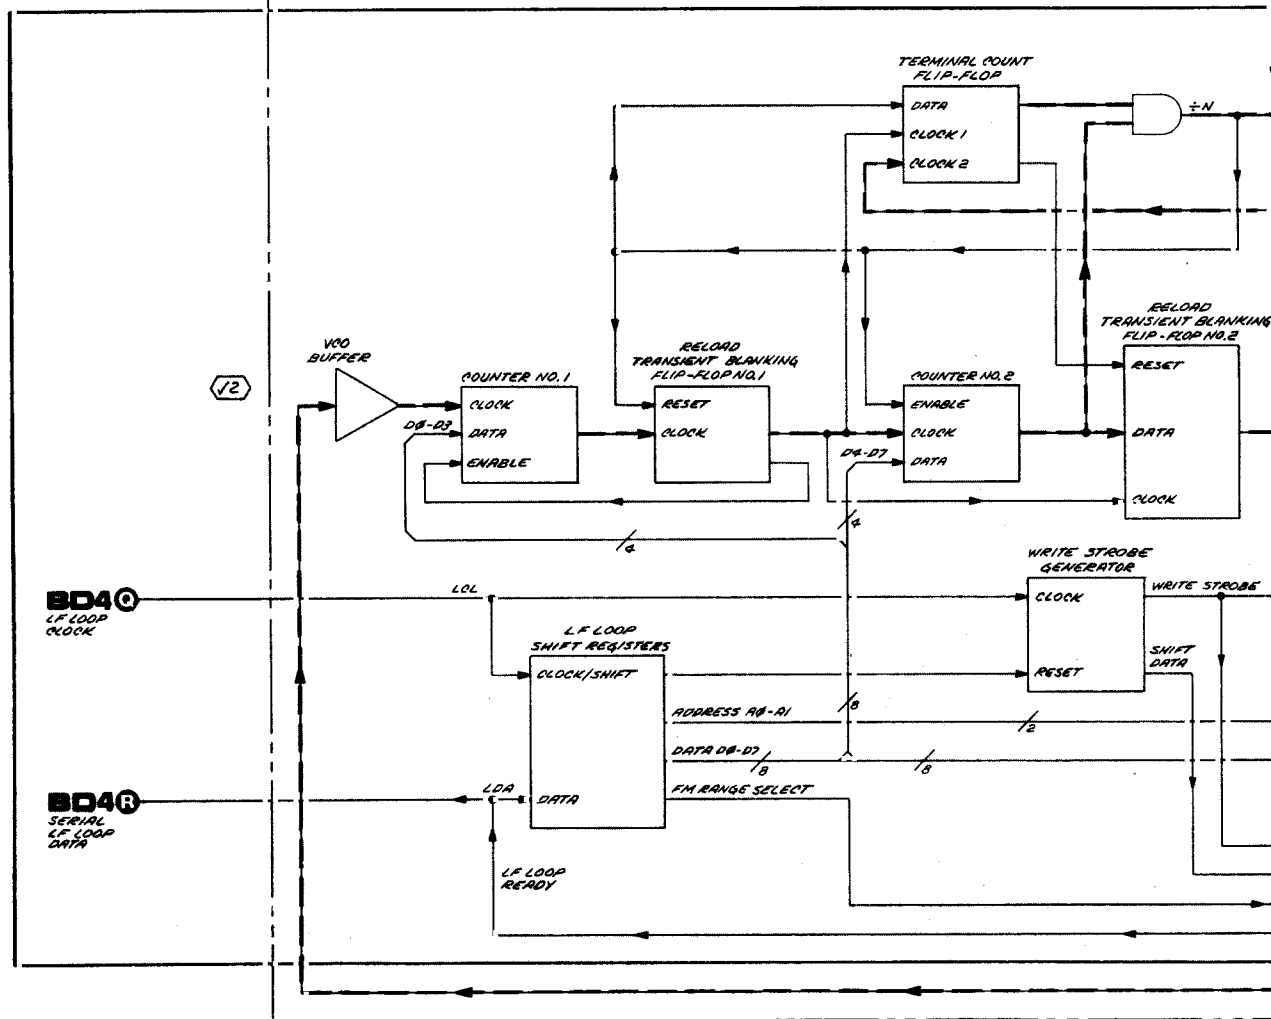 TERMINAL COUNT
FLIP-FLOP
DATA
CLOCK 1
CLOCK 2
÷N
RELOAD
TRANSIENT BLANKING
FLIP-FLOP NO.2
RESET
DATA
CLOCK
VCO
BUFFER
√2
COUNTER NO.1
CLOCK
DATA
ENABLE
DØ-D3
RELOAD
TRANSIENT BLANKING
FLIP-FLOP NO.1
RESET
CLOCK
COUNTER NO.2
ENABLE
CLOCK
DATA
D4-D7
4
4
WRITE STROBE
GENERATOR
CLOCK
RESET
WRITE STROBE
SHIFT
DATA
BD4 Q
LF LOOP
CLOCK
LCL
LF LOOP
SHIFT REGISTERS
CLOCK/SHIFT
DATA
ADDRESS AØ-A1
8
2
DATA DØ-D7
8
8
FM RANGE SELECT
BD4 R
SERIAL
LF LOOP
DATA
LDA
LF LOOP
READY